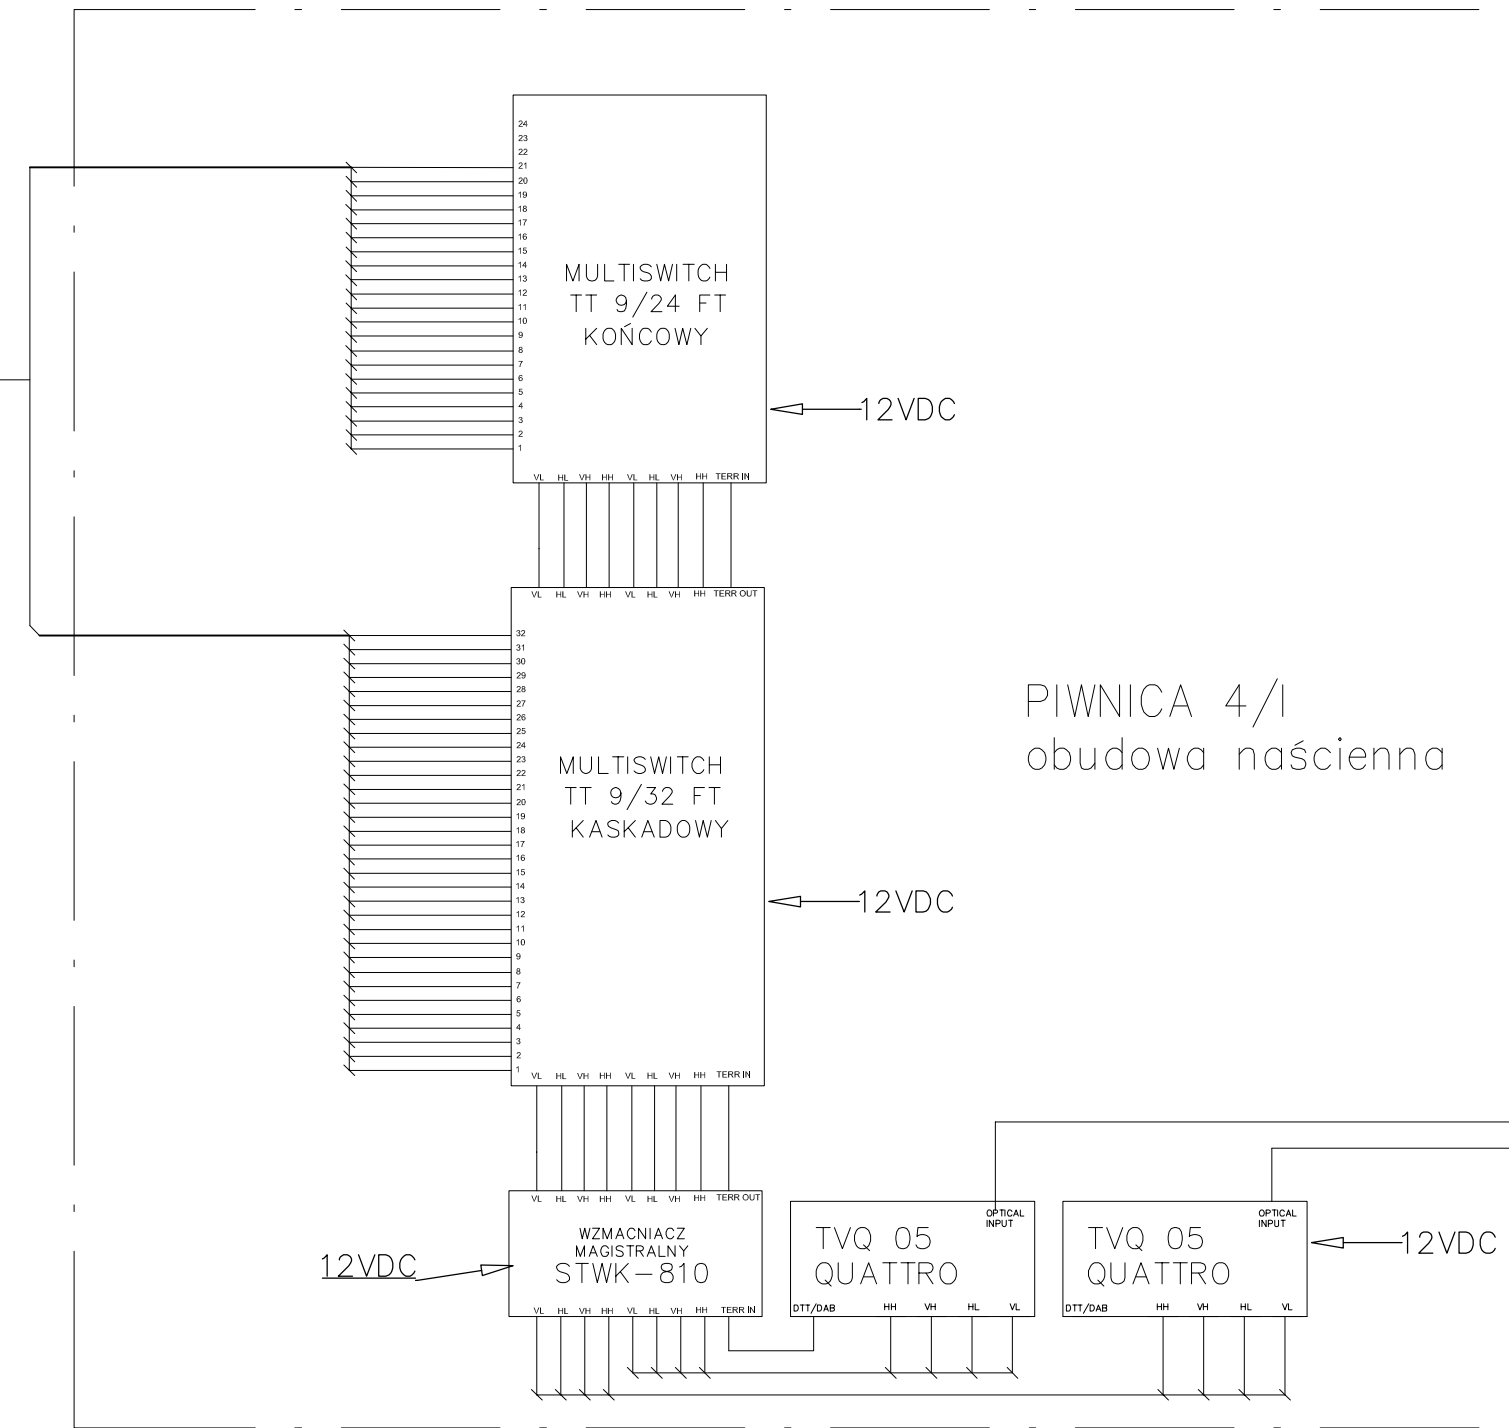 24
23
22
21
20
19
18
17
16
15
14
13
12
11
10
9
8
7
6
5
4
3
2
1
MULTISWITCH
TT 9/24 FT
KOŃCOWY
12VDC
VL HL VH HH VL HL VH HH TERR IN
VL HL VH HH VL HL VH HH TERR OUT
32
31
30
29
28
27
26
25
24
23
22
21
20
19
18
17
16
15
14
13
12
11
10
9
8
7
6
5
4
3
2
1
MULTISWITCH
TT 9/32 FT
KASKADOWY
12VDC
PIWNICA 4/I
obudowa naścienna
VL HL VH HH VL HL VH HH TERR IN
VL HL VH HH VL HL VH HH TERR OUT
WZMACNIACZ
MAGISTRALNY
STWK-810
12VDC
VL HL VH HH VL HL VH HH TERR IN
OPTICAL
INPUT
TVQ 05
QUATTRO
DTT/DAB HH VH HL VL
OPTICAL
INPUT
TVQ 05
QUATTRO
DTT/DAB HH VH HL VL
12VDC